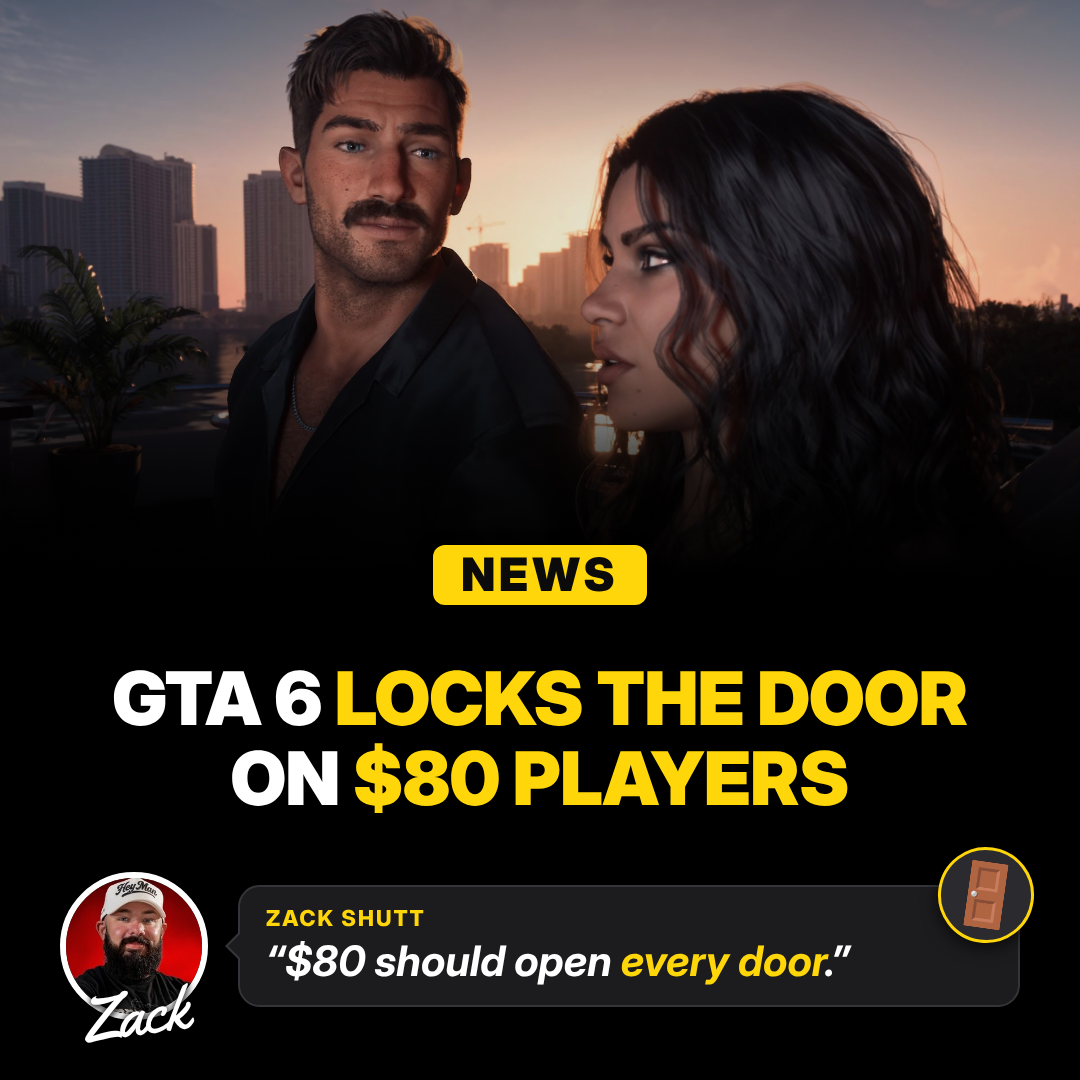 NEWS
GTA 6 LOCKS THE DOOR
ON $80 PLAYERS
Hey Man
ZACK SHUTT
“$80 should open every door.”
Zack